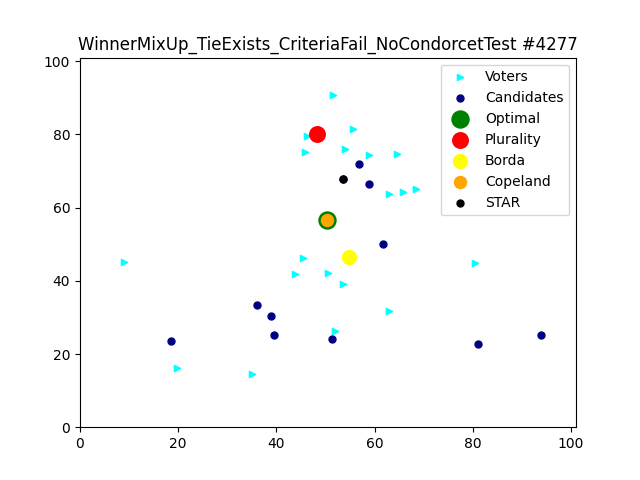 WinnerMixUp_TieExists_CriteriaFail_NoCondorcetTest #4277
100
80
60
40
20
0
0 20 40 60 80 100
Voters
Candidates
Optimal
Plurality
Borda
Copeland
STAR